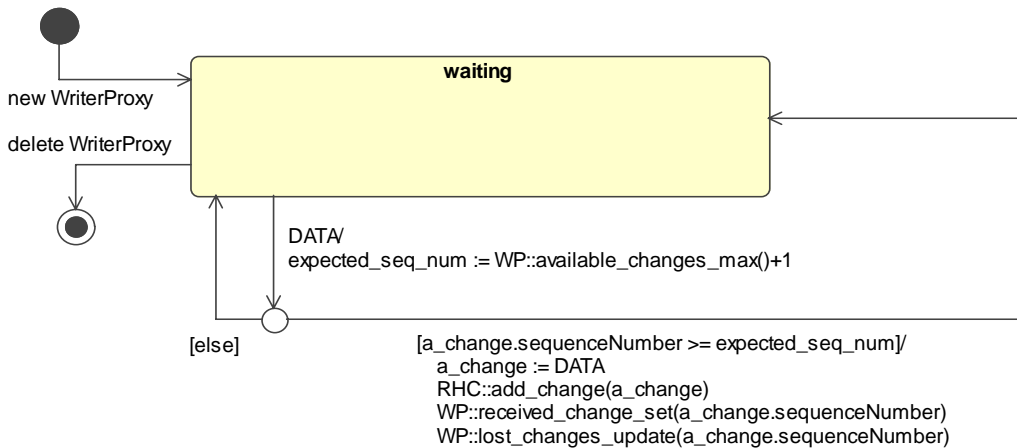 waiting
new WriterProxy
delete WriterProxy
DATA/
expected_seq_num := WP::available_changes_max()+1
[else]
[a_change.sequenceNumber >= expected_seq_num]/
a_change := DATA
RHC::add_change(a_change)
WP::received_change_set(a_change.sequenceNumber)
WP::lost_changes_update(a_change.sequenceNumber)